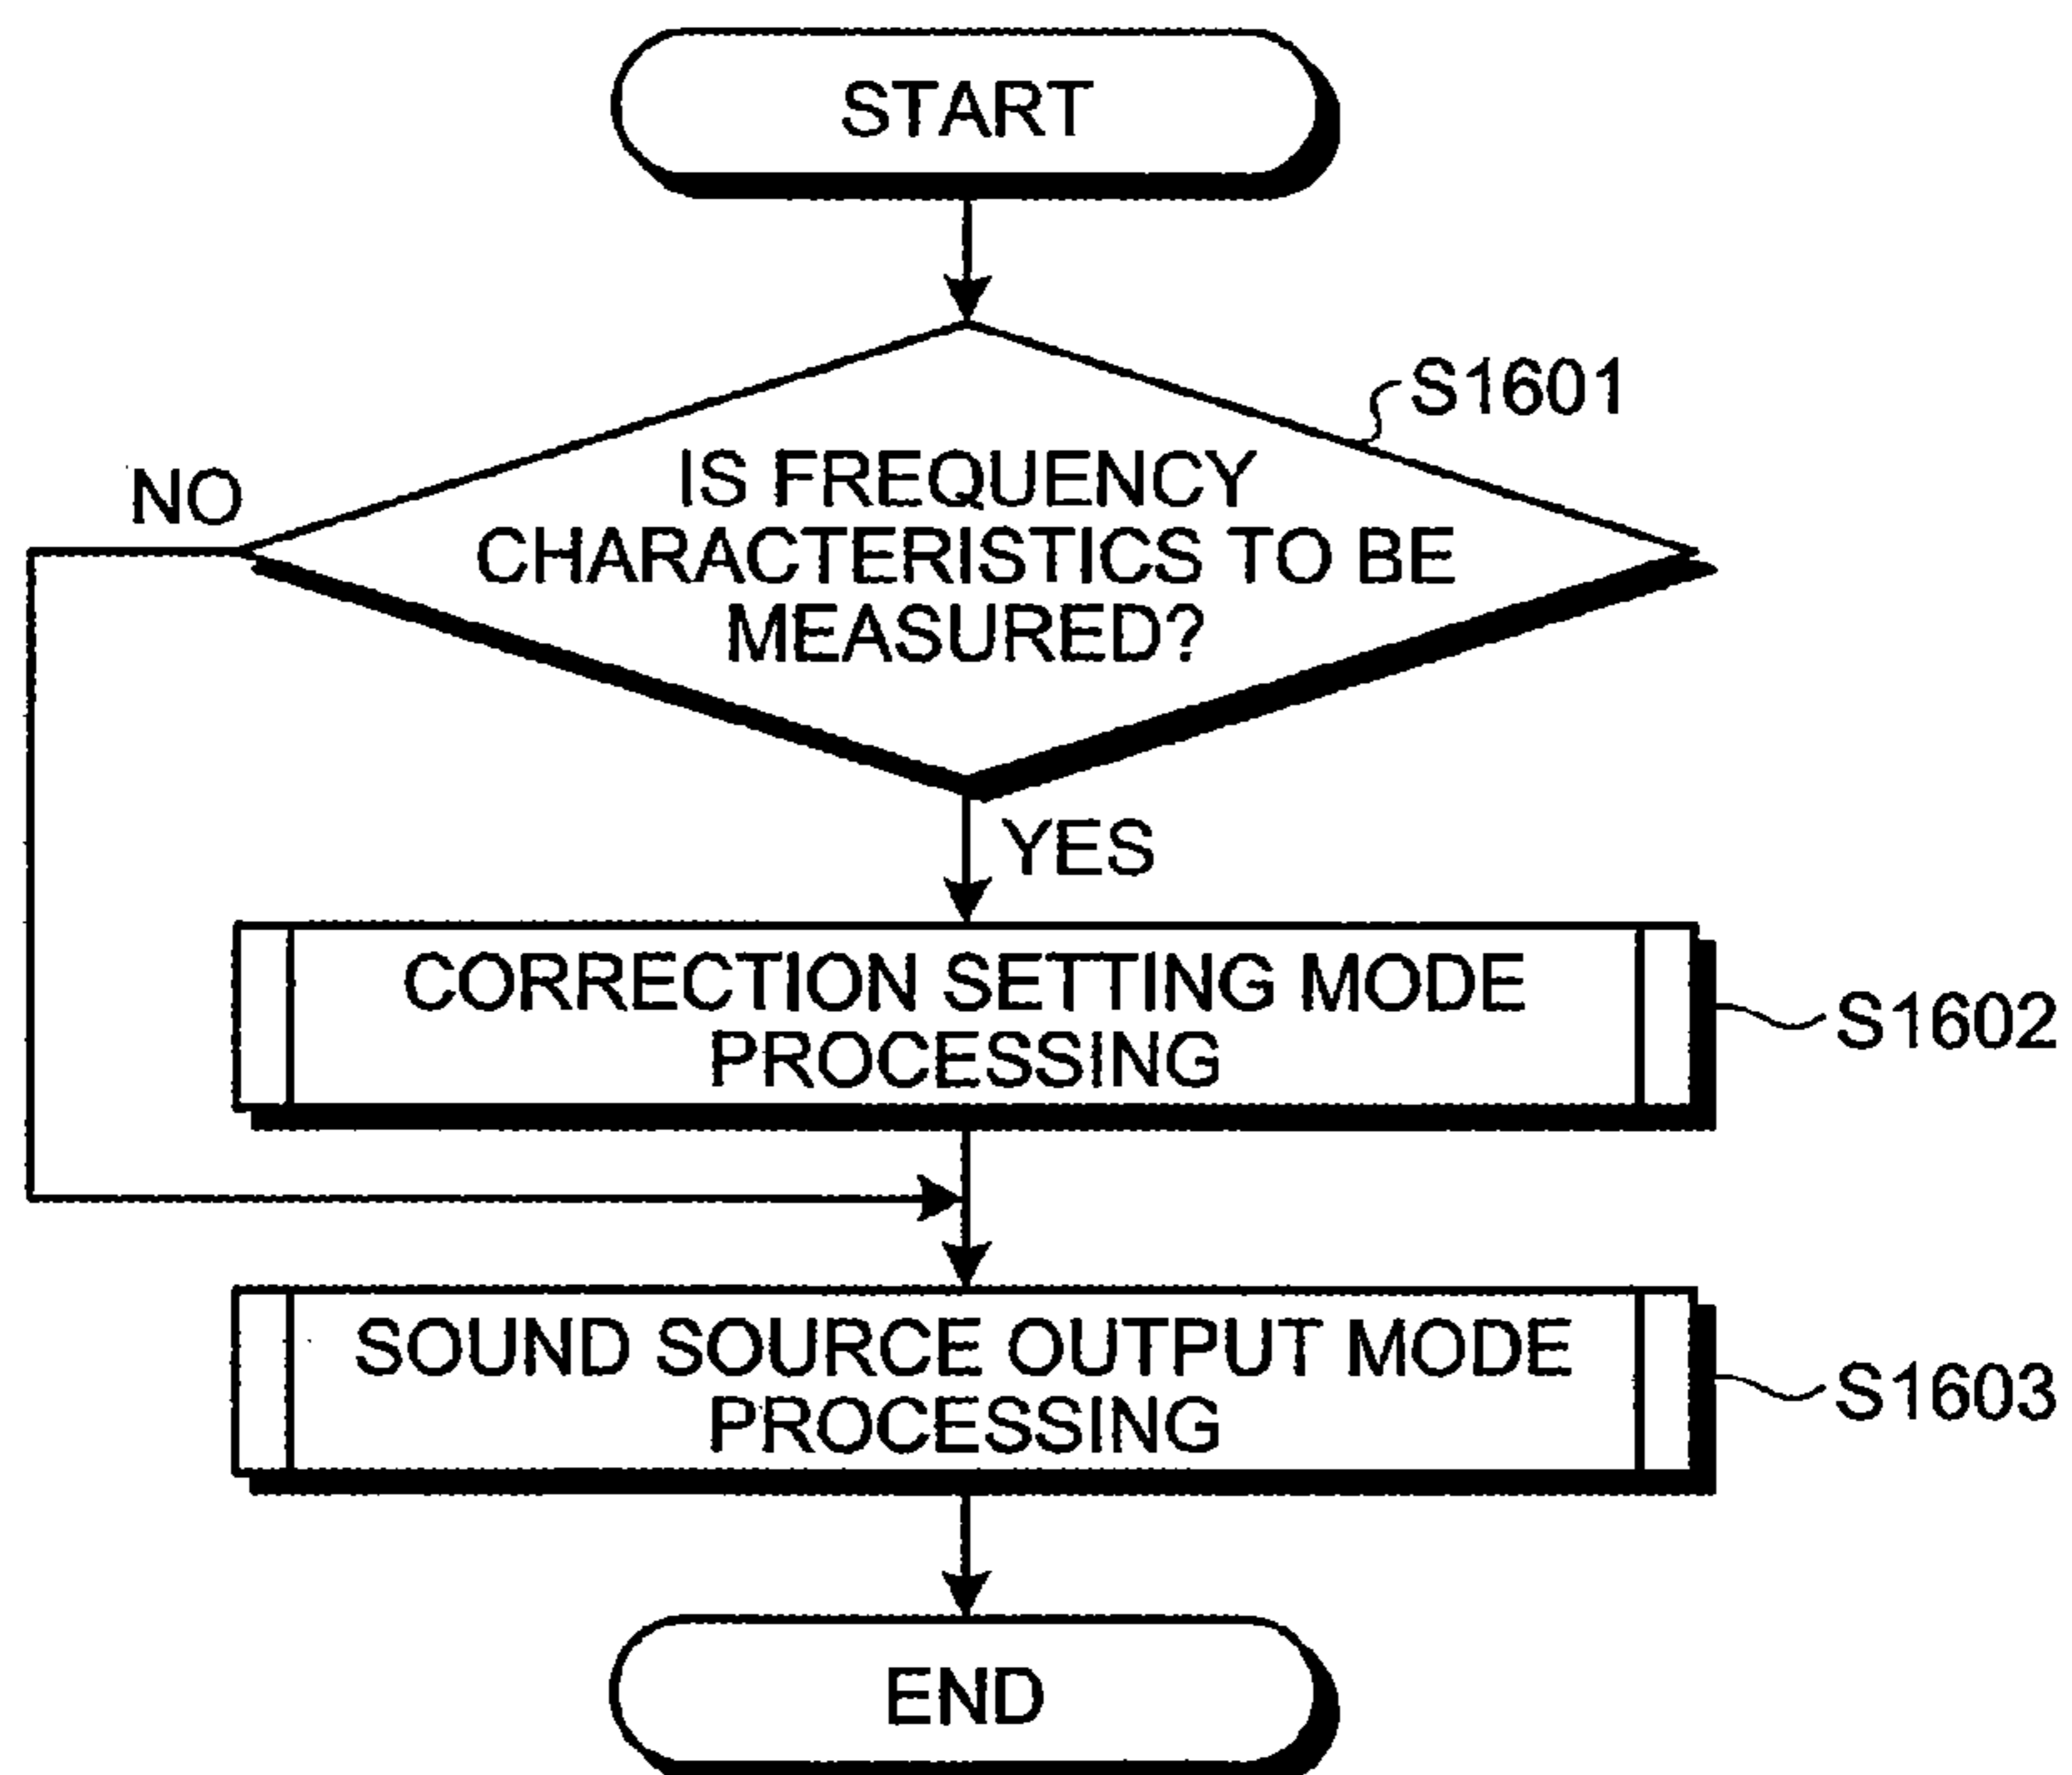 START
S1601
NO
IS FREQUENCY
CHARACTERISTICS TO BE
MEASURED?
YES
CORRECTION SETTING MODE
PROCESSING
S1602
SOUND SOURCE OUTPUT MODE
PROCESSING
S1603
END